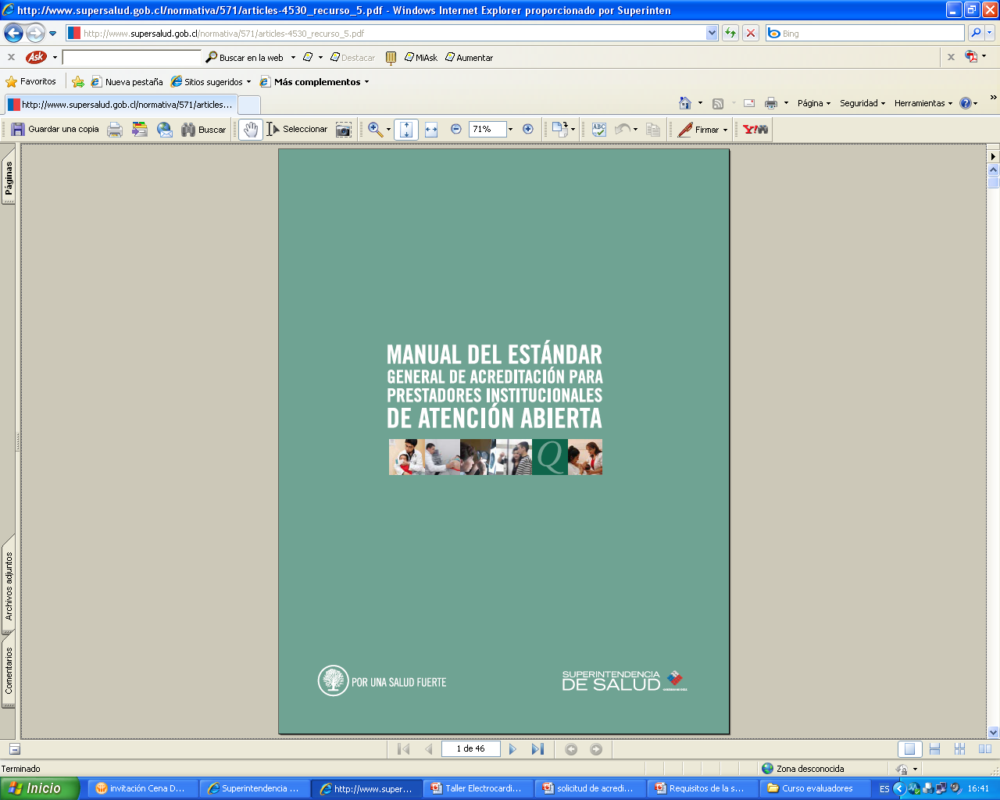 http://www.supersalud.gob.cl/normativa/571/articles-4530_recurso_5.pdf - Windows Internet Explorer proporcionado por Superinten
http://www.supersalud.gob.cl/normativa/571/articles-4530_recurso_5.pdf
Bing
Ask
Buscar en la web
Destacar
MiAsk
Aumentar
Favoritos
Nueva pestaña
Sitios sugeridos
Más complementos
http://www.supersalud.gob.cl/normativa/571/articles...
Página
Seguridad
Herramientas
Guardar una copia
Buscar
Seleccionar
71%
ABC
Firmar
Y!
Páginas
Archivos adjuntos
Comentarios
MANUAL DEL ESTÁNDAR
GENERAL DE ACREDITACIÓN PARA
PRESTADORES INSTITUCIONALES
DE ATENCIÓN ABIERTA
Q
POR UNA SALUD FUERTE
SUPERINTENDENCIA
DE SALUD
GOBIERNO DE CHILE
1 de 46
Terminado
Zona desconocida
Inicio
invitación Cena D...
Superintendencia ...
http://www.super...
Taller Electrocardi...
solicitud de acredi...
Requisitos de la s...
Curso evaluadores
ES
16:41